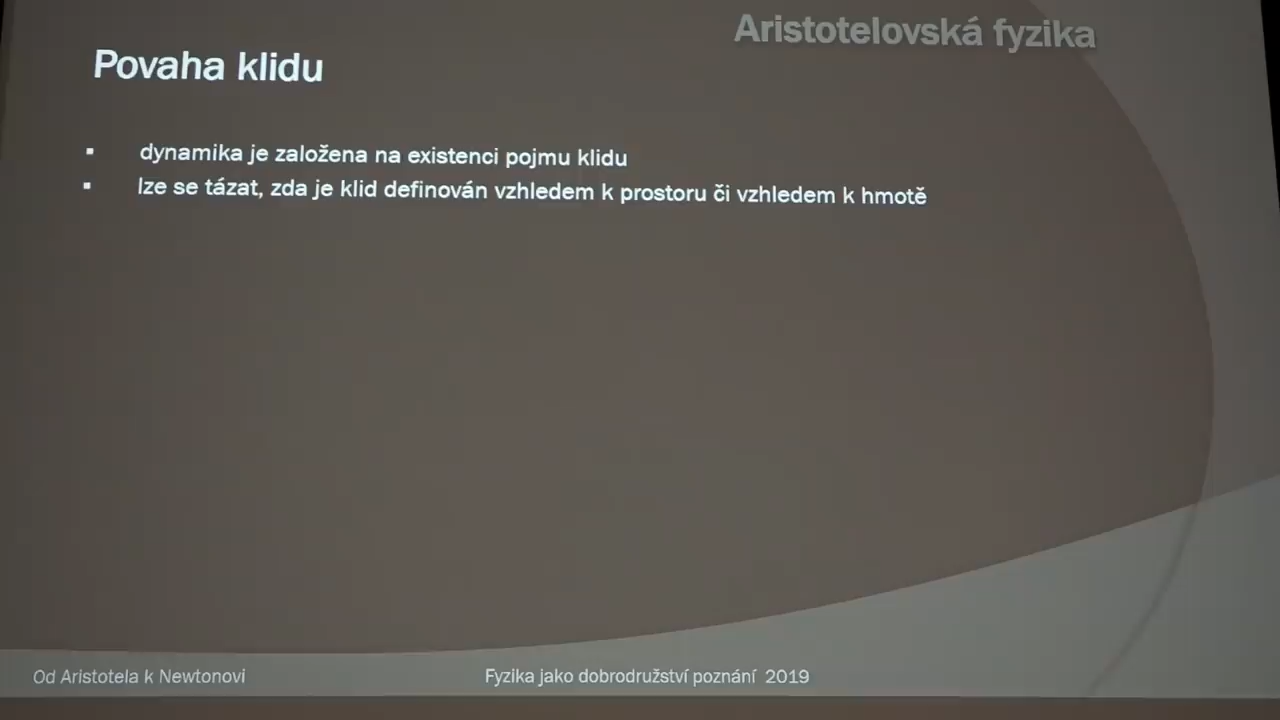 Aristotelovská fyzika
Povaha klidu
▪ dynamika je založena na existenci pojmu klidu
▪ lze se tázat, zda je klid definován vzhledem k prostoru či vzhledem k hmotě
Od Aristotela k Newtonovi
Fyzika jako dobrodružství poznání 2019